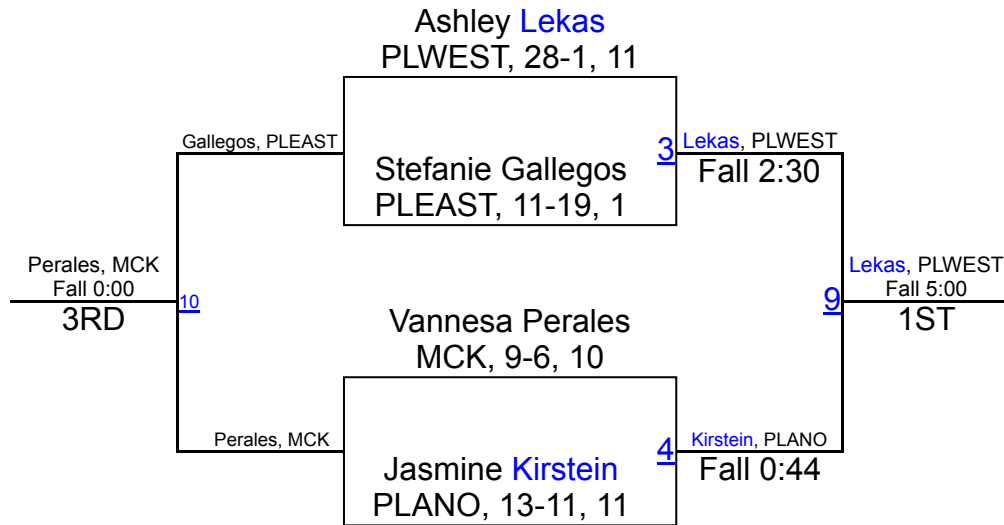 Ashley Lekas
PLWEST, 28-1, 11
Gallegos, PLEAST
Stefanie Gallegos
PLEAST, 11-19, 1
3
Lekas, PLWEST
Fall 2:30
Perales, MCK
Fall 0:00
3RD
10
9
Lekas, PLWEST
Fall 5:00
1ST
Vannesa Perales
MCK, 9-6, 10
Perales, MCK
Jasmine Kirstein
PLANO, 13-11, 11
4
Kirstein, PLANO
Fall 0:44